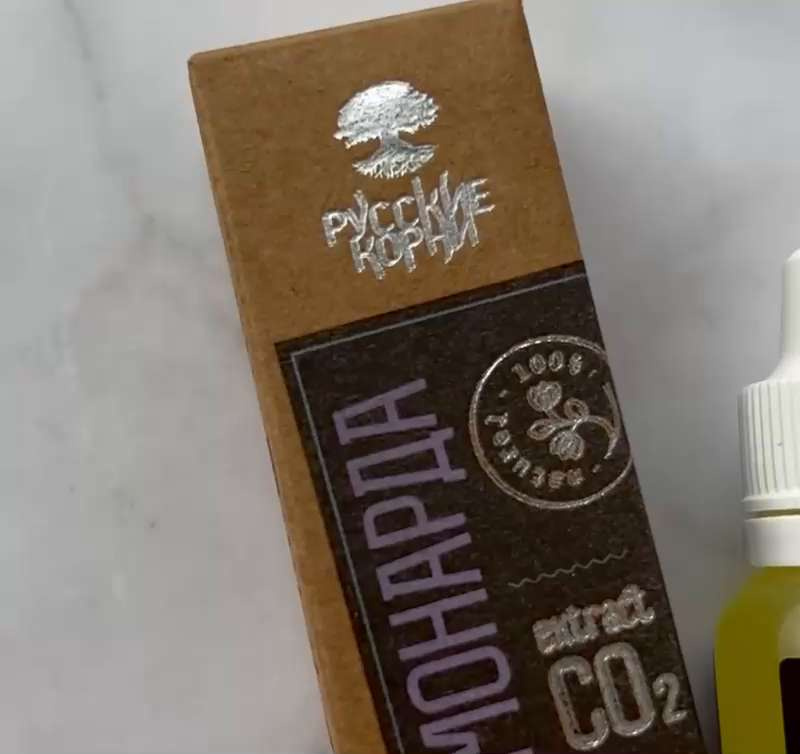 РУССКИЕ
КОРНИ
100%
natural
МОНАРДА
extract
CO₂